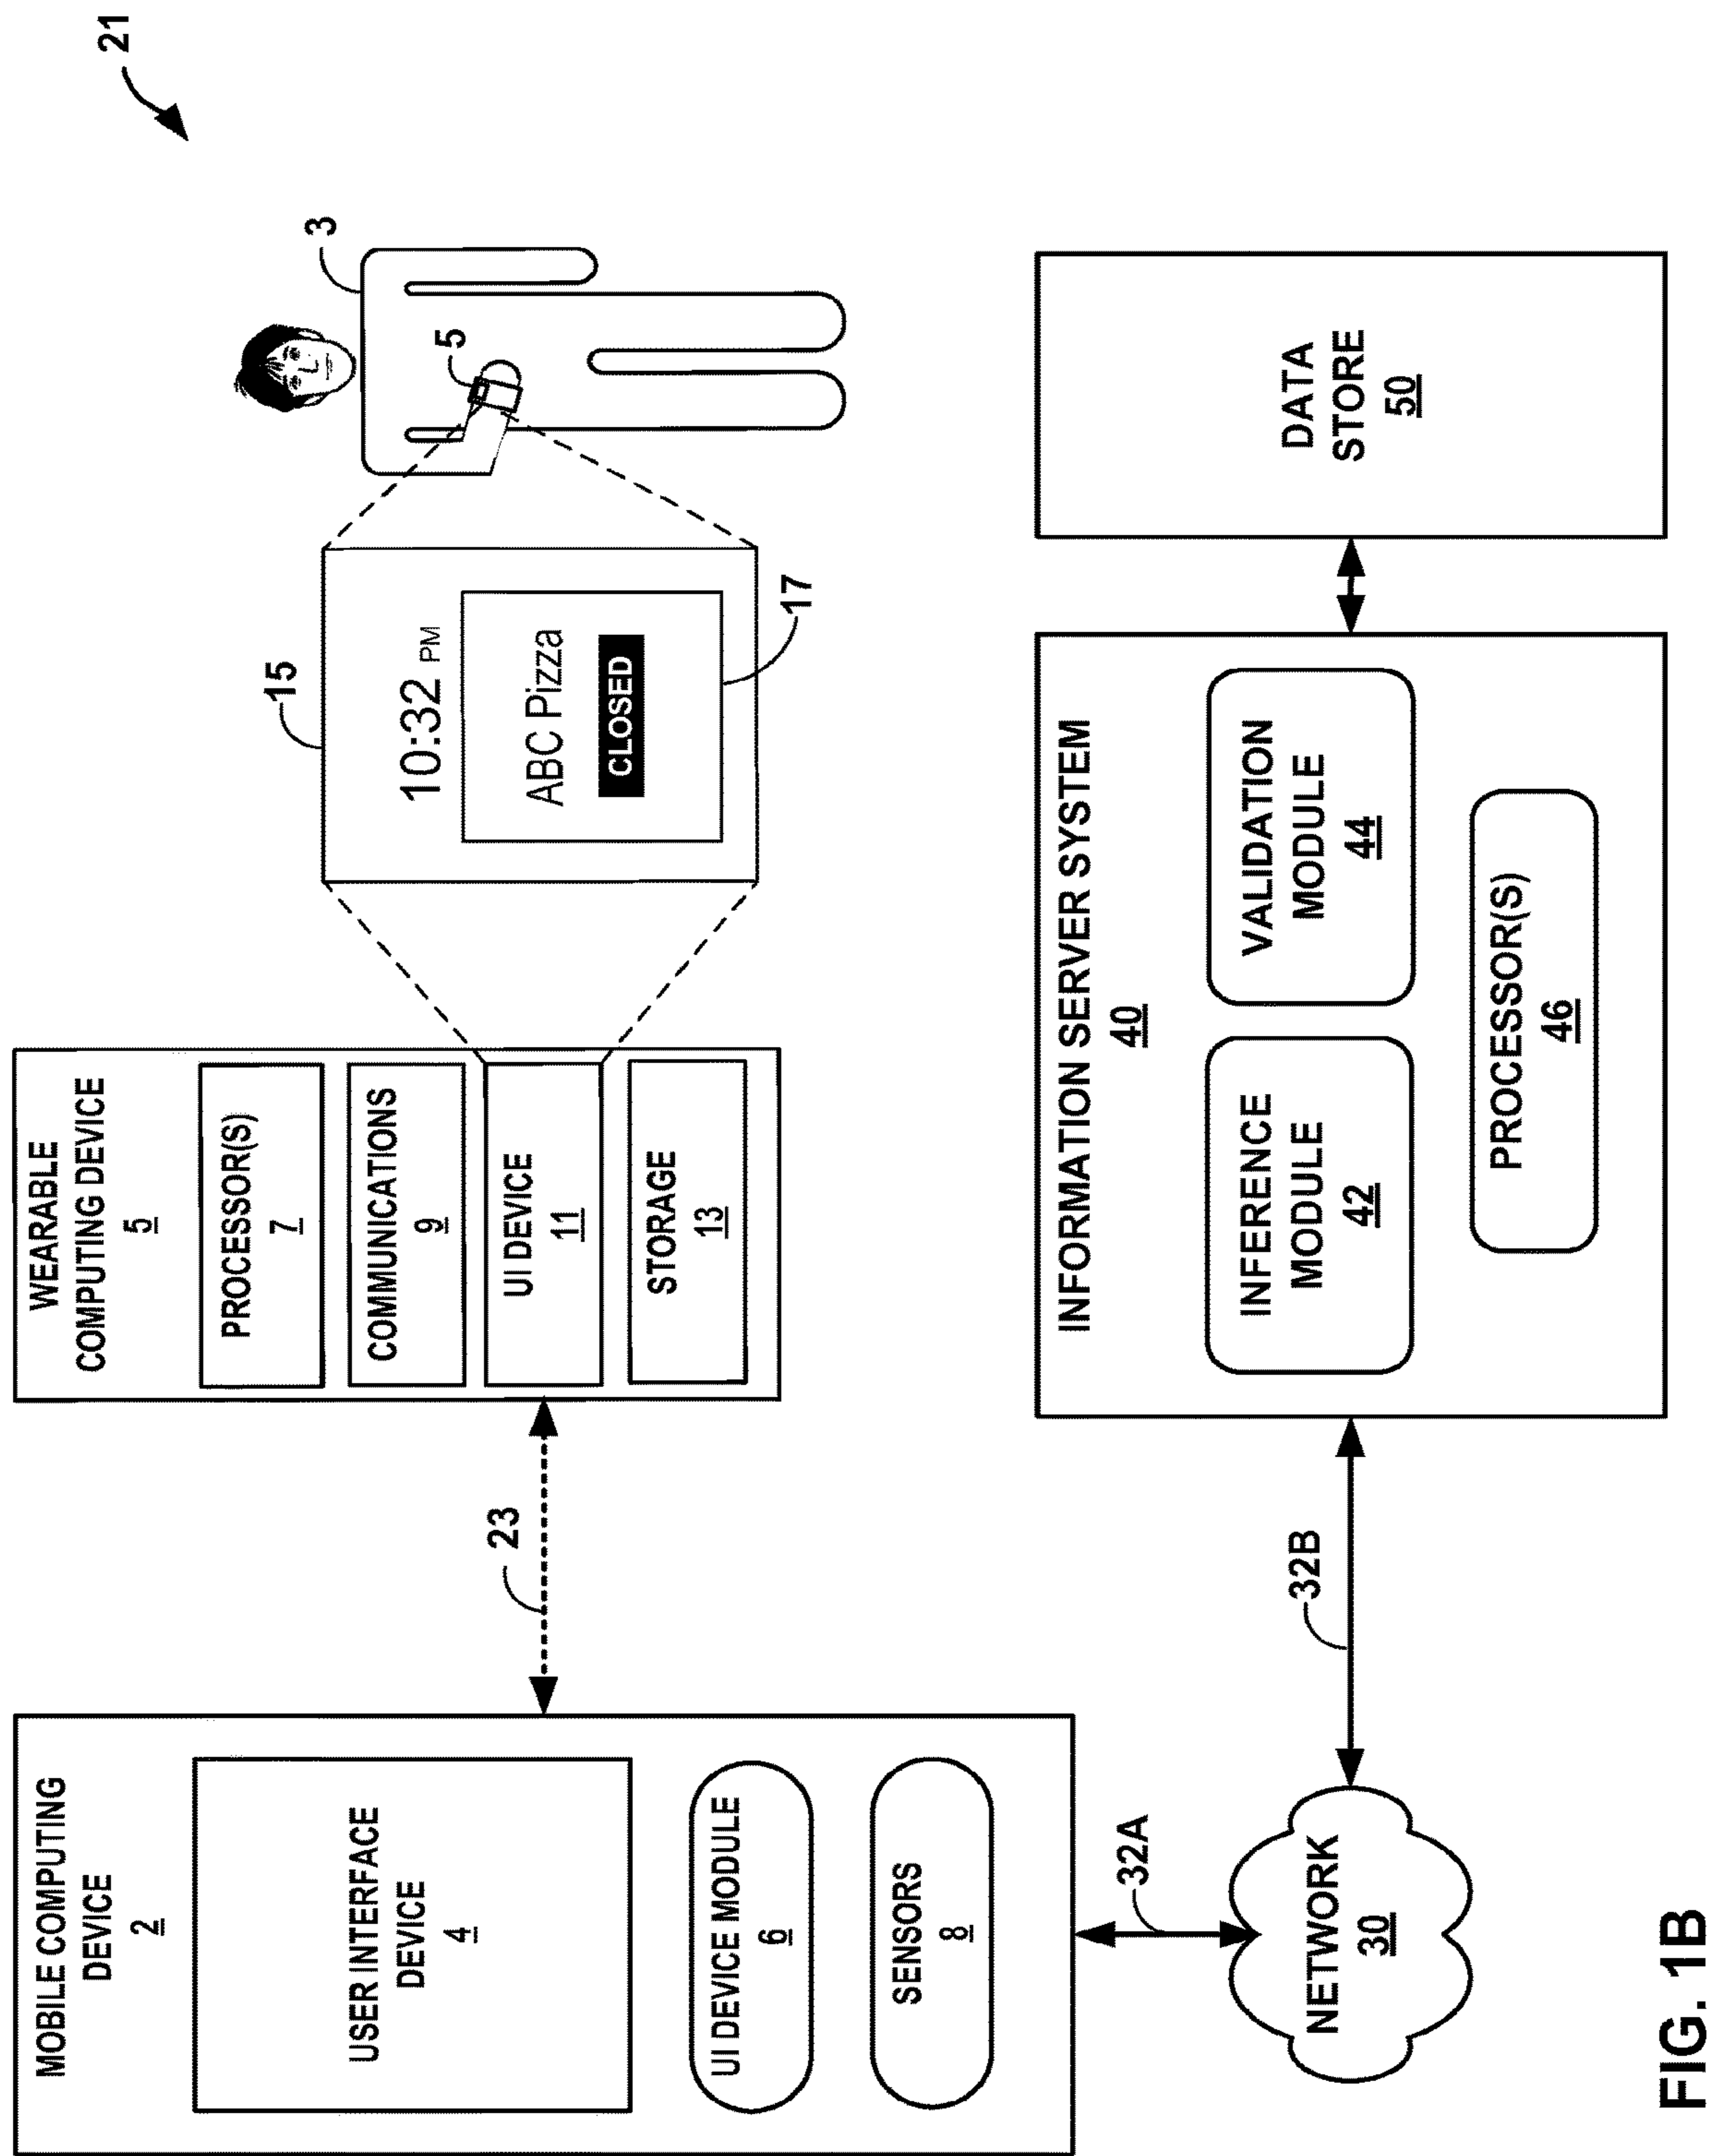 21
MOBILE COMPUTING
DEVICE
2
USER INTERFACE
DEVICE
4
UI DEVICE MODULE
6
SENSORS
8
23
WEARABLE
COMPUTING DEVICE
5
PROCESSOR(S)
7
COMMUNICATIONS
9
UI DEVICE
11
STORAGE
13
15
10:32 PM
ABC Pizza
CLOSED
17
3
5
32A
NETWORK
30
32B
INFORMATION SERVER SYSTEM
40
INFERENCE
MODULE
42
VALIDATION
MODULE
44
PROCESSOR(S)
46
DATA
STORE
50
FIG. 1B